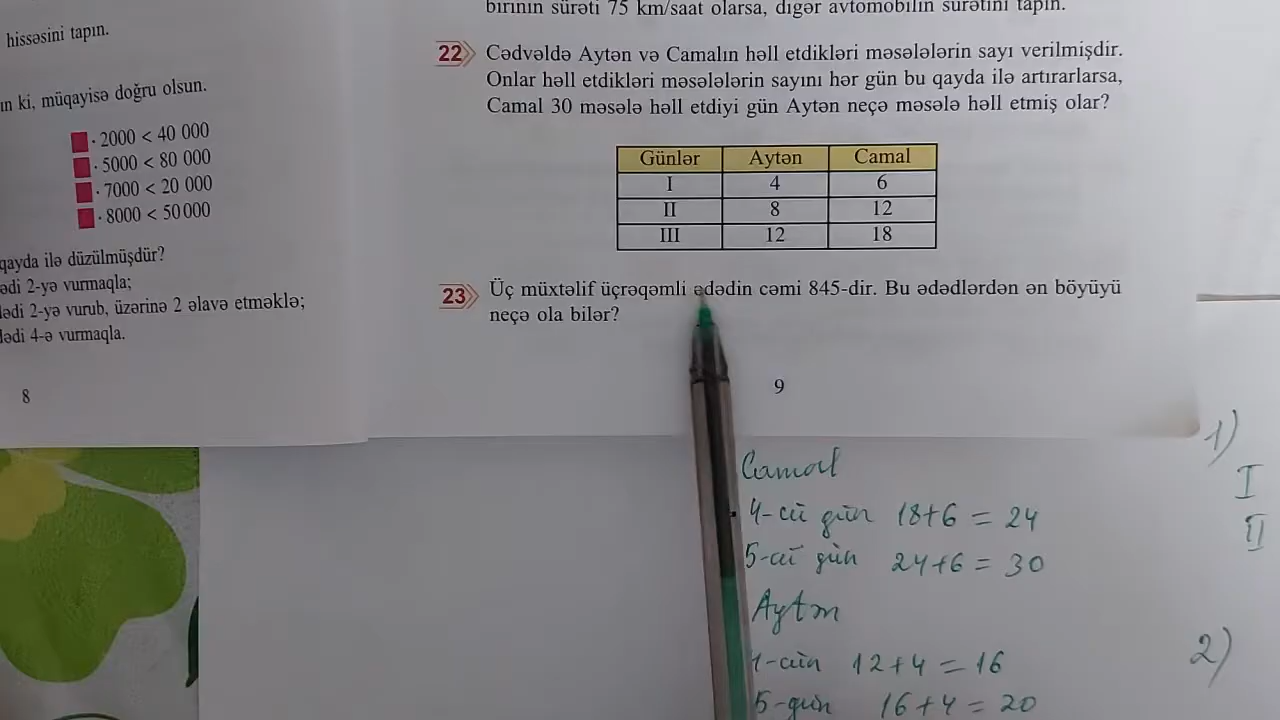 hissəsini tapın.
ın ki, müqayisə doğru olsun.
· 2000 < 40 000
· 5000 < 80 000
· 7000 < 20 000
· 8000 < 50 000
qayda ilə düzülmüşdür?
ədi 2-yə vurmaqla;
ədi 2-yə vurub, üzərinə 2 əlavə etməklə;
ədi 4-ə vurmaqla.
8
birinin sürəti 75 km/saat olarsa, digər avtomobilin sürətini tapın.
22 Cədvəldə Aytən və Camalın həll etdikləri məsələlərin sayı verilmişdir.
Onlar həll etdikləri məsələlərin sayını hər gün bu qayda ilə artırarlarsa,
Camal 30 məsələ həll etdiyi gün Aytən neçə məsələ həll etmiş olar?
Günlər Aytən Camal
I 4 6
II 8 12
III 12 18
23 Üç müxtəlif üçrəqəmli ədədin cəmi 845-dir. Bu ədədlərdən ən böyüyü
neçə ola bilər?
9
Camal
4-cü gün 18+6 = 24
5-ci gün 24+6 = 30
Aytən
12+4 = 16
5-gün 16+4 = 20
1)
I
II
2)